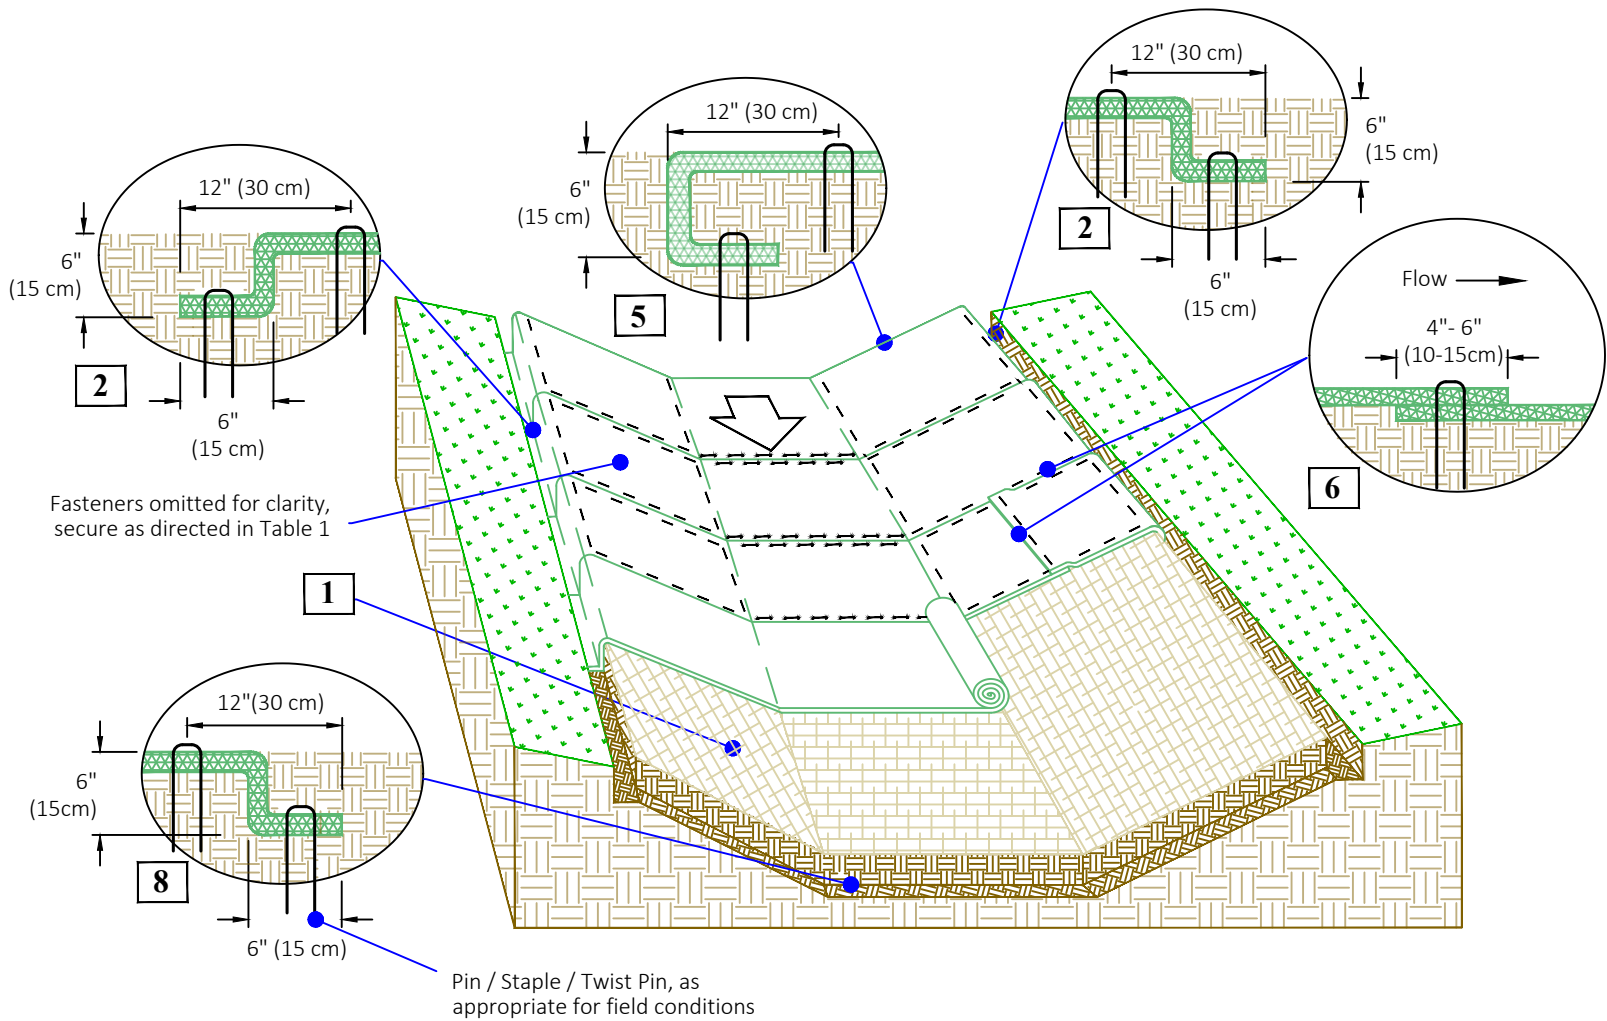 12" (30 cm)
6"
(15 cm)
6"
(15 cm)
2
12" (30 cm)
6"
(15 cm)
5
12" (30 cm)
6"
(15 cm)
2
6"
(15 cm)
Flow
4"- 6"
(10-15cm)
6
Fasteners omitted for clarity,
secure as directed in Table 1
1
12"(30 cm)
6"
(15cm)
8
6" (15 cm)
Pin / Staple / Twist Pin, as
appropriate for field conditions